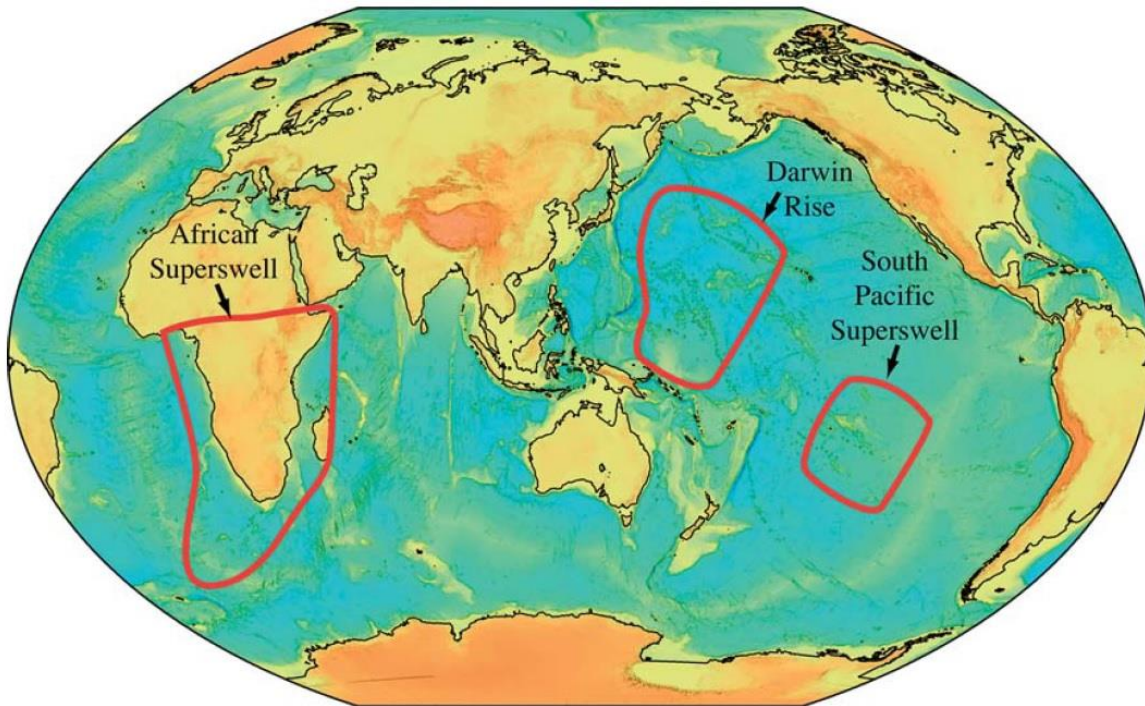 African
Superswell
Darwin
Rise
South
Pacific
Superswell